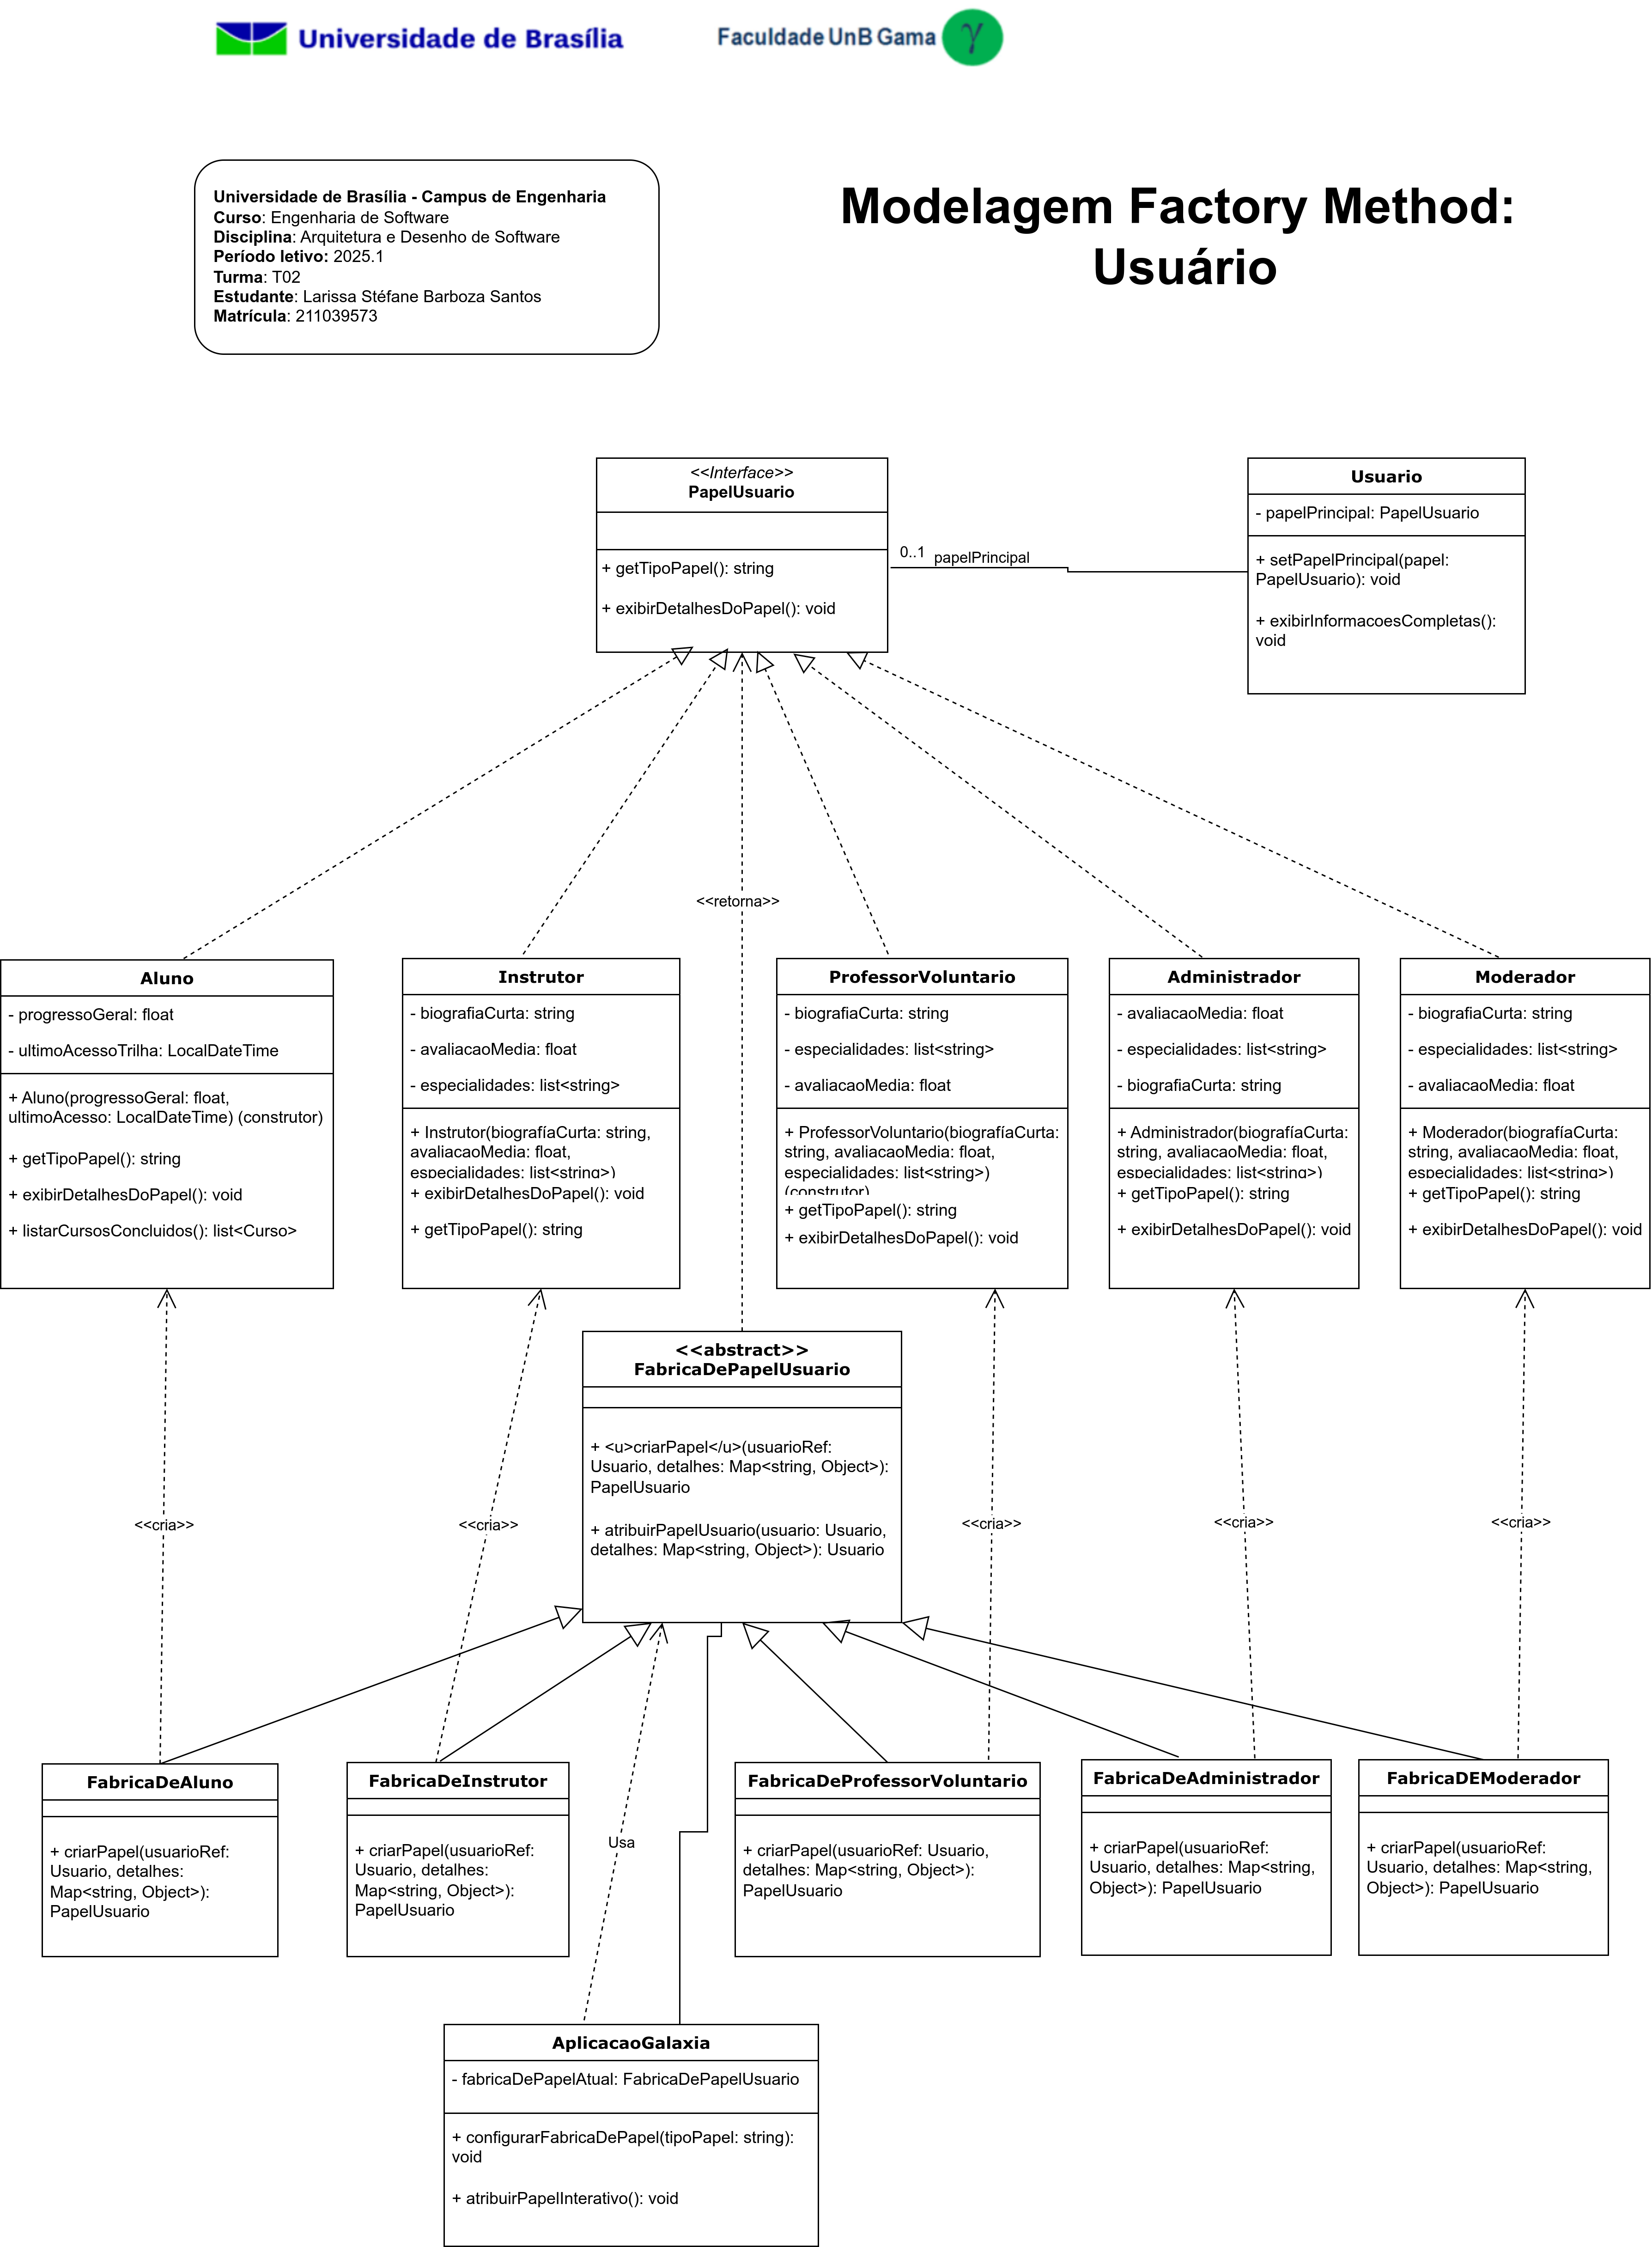 Universidade de Brasília
Faculdade UnB Gama
γ
Universidade de Brasília - Campus de Engenharia
Curso: Engenharia de Software
Disciplina: Arquitetura e Desenho de Software
Período letivo: 2025.1
Turma: T02
Estudante: Larissa Stéfane Barboza Santos
Matrícula: 211039573
Modelagem Factory Method:
Usuário
<<Interface>>
PapelUsuario
+ getTipoPapel(): string
+ exibirDetalhesDoPapel(): void
0..1
papelPrincipal
Usuario
- papelPrincipal: PapelUsuario
+ setPapelPrincipal(papel:
PapelUsuario): void
+ exibirInformacoesCompletas():
void
<<retorna>>
Aluno
- progressoGeral: float
- ultimoAcessoTrilha: LocalDateTime
+ Aluno(progressoGeral: float,
ultimoAcesso: LocalDateTime) (construtor)
+ getTipoPapel(): string
+ exibirDetalhesDoPapel(): void
+ listarCursosConcluidos(): list<Curso>
Instrutor
- biografiaCurta: string
- avaliacaoMedia: float
- especialidades: list<string>
+ Instrutor(biografíaCurta: string,
avaliacaoMedia: float,
especialidades: list<string>)
+ exibirDetalhesDoPapel(): void
+ getTipoPapel(): string
ProfessorVoluntario
- biografiaCurta: string
- especialidades: list<string>
- avaliacaoMedia: float
+ ProfessorVoluntario(biografíaCurta:
string, avaliacaoMedia: float,
especialidades: list<string>)
(construtor)
+ getTipoPapel(): string
+ exibirDetalhesDoPapel(): void
Administrador
- avaliacaoMedia: float
- especialidades: list<string>
- biografiaCurta: string
+ Administrador(biografíaCurta:
string, avaliacaoMedia: float,
especialidades: list<string>)
+ getTipoPapel(): string
+ exibirDetalhesDoPapel(): void
Moderador
- biografiaCurta: string
- especialidades: list<string>
- avaliacaoMedia: float
+ Moderador(biografíaCurta:
string, avaliacaoMedia: float,
especialidades: list<string>)
+ getTipoPapel(): string
+ exibirDetalhesDoPapel(): void
<<abstract>>
FabricaDePapelUsuario
+ <u>criarPapel</u>(usuarioRef:
Usuario, detalhes: Map<string, Object>):
PapelUsuario
+ atribuirPapelUsuario(usuario: Usuario,
detalhes: Map<string, Object>): Usuario
<<cria>>
<<cria>>
<<cria>>
<<cria>>
<<cria>>
FabricaDeAluno
+ criarPapel(usuarioRef:
Usuario, detalhes:
Map<string, Object>):
PapelUsuario
FabricaDeInstrutor
+ criarPapel(usuarioRef:
Usuario, detalhes:
Map<string, Object>):
PapelUsuario
Usa
FabricaDeProfessorVoluntario
+ criarPapel(usuarioRef: Usuario,
detalhes: Map<string, Object>):
PapelUsuario
FabricaDeAdministrador
+ criarPapel(usuarioRef:
Usuario, detalhes: Map<string,
Object>): PapelUsuario
FabricaDEModerador
+ criarPapel(usuarioRef:
Usuario, detalhes: Map<string,
Object>): PapelUsuario
AplicacaoGalaxia
- fabricaDePapelAtual: FabricaDePapelUsuario
+ configurarFabricaDePapel(tipoPapel: string):
void
+ atribuirPapelInterativo(): void